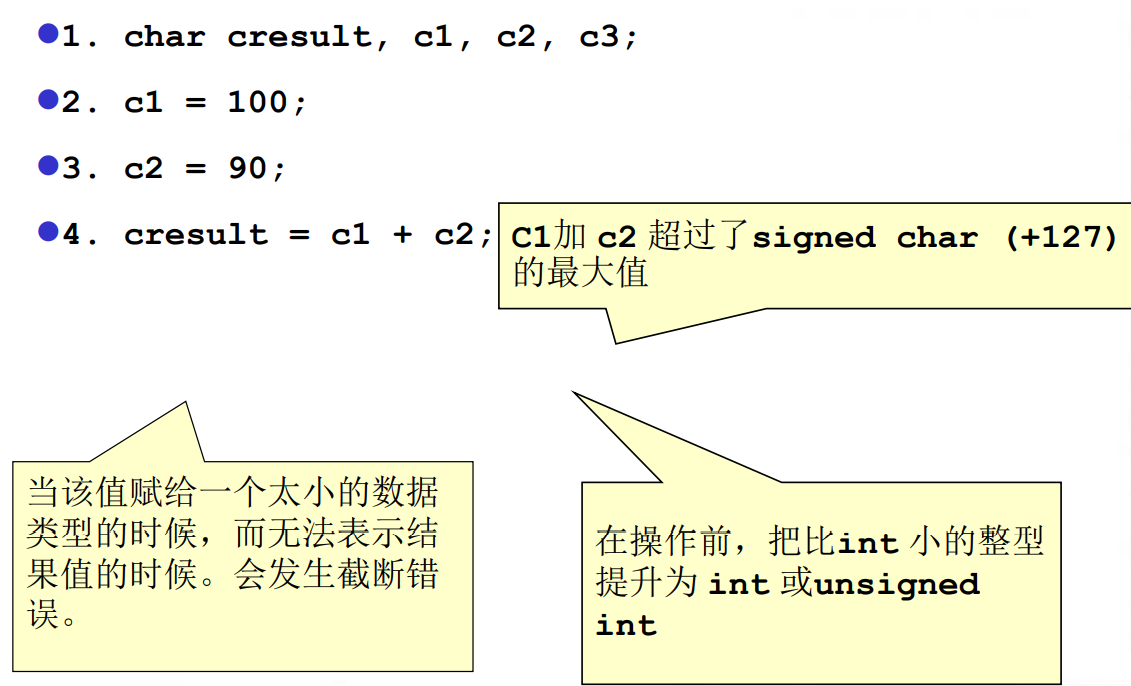 ●1. char cresult, c1, c2, c3;
●2. c1 = 100;
●3. c2 = 90;
●4. cresult = c1 + c2;
C1加 c2 超过了signed char (+127)
的最大值
当该值赋给一个太小的数据
类型的时候，而无法表示结
果值的时候。会发生截断错
误。
在操作前，把比int 小的整型
提升为 int 或unsigned
int